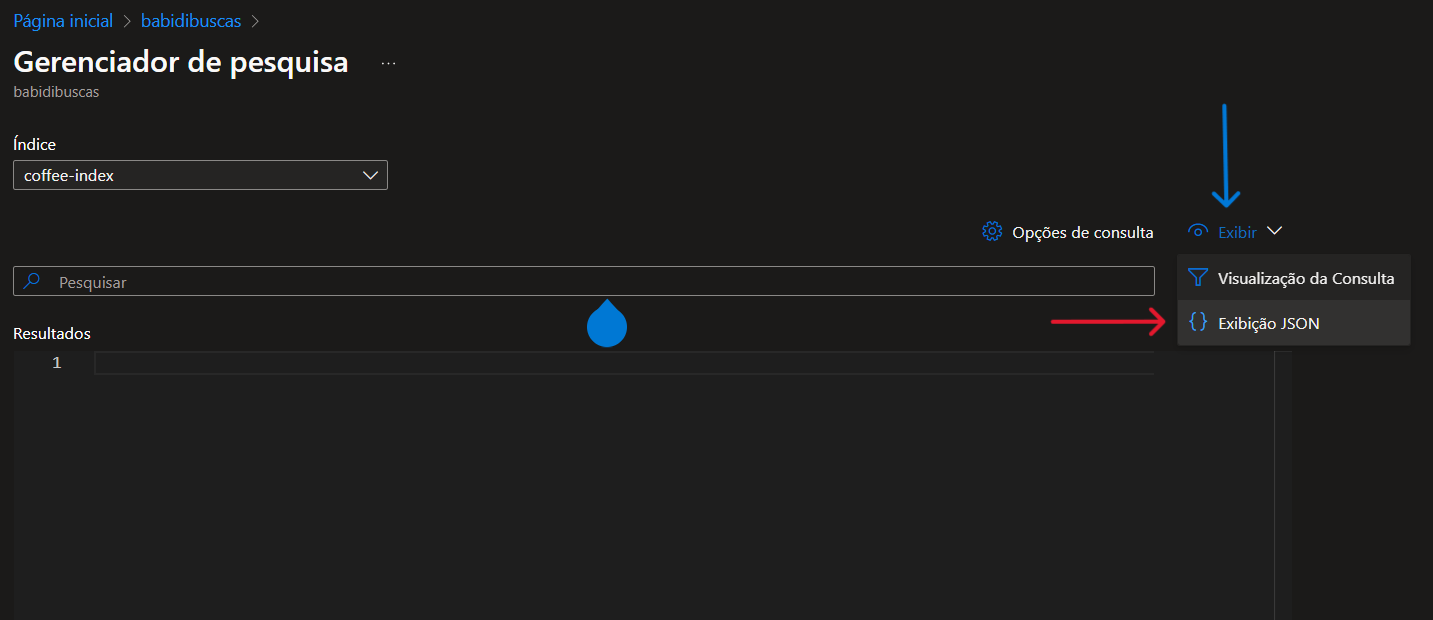 Página inicial > babidibuscas >
Gerenciador de pesquisa ...
babidibuscas
Índice
coffee-index
Opções de consulta Exibir
Pesquisar
Visualização da Consulta
{} Exibição JSON
Resultados
1